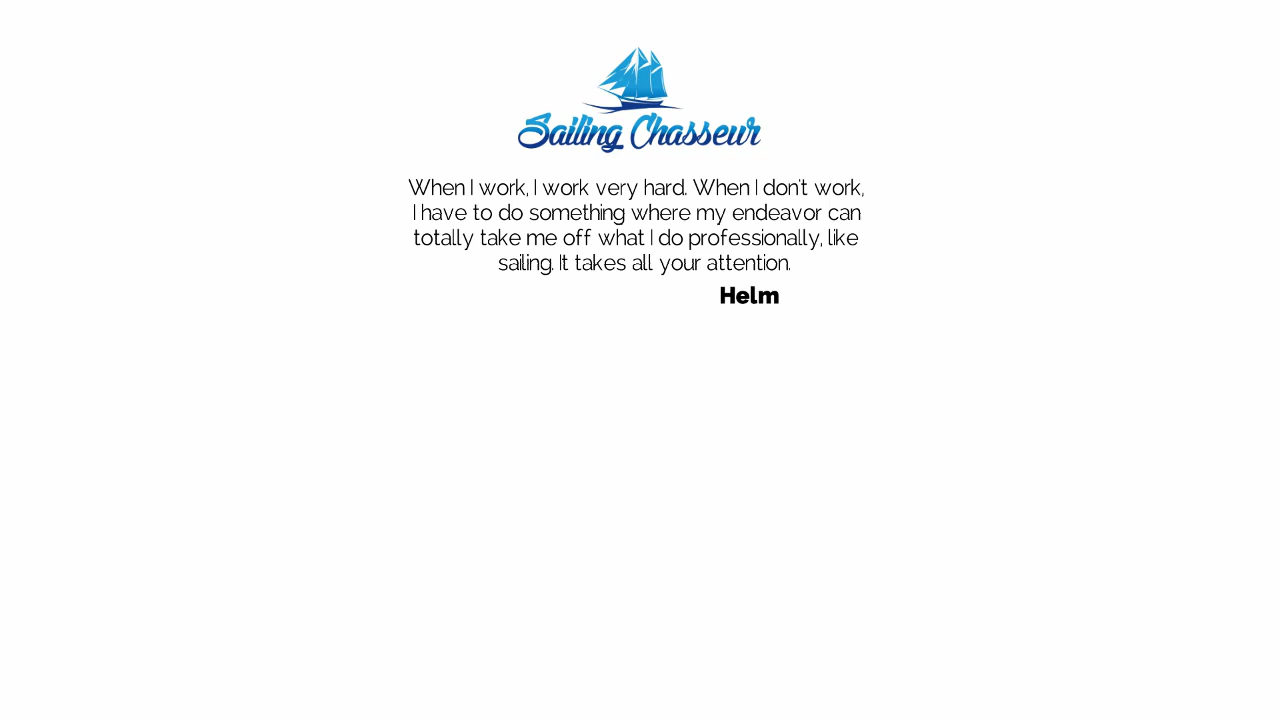 Sailing Chasseur
When I work, I work very hard. When I don't work,
I have to do something where my endeavor can
totally take me off what I do professionally, like
sailing. It takes all your attention.
Helm